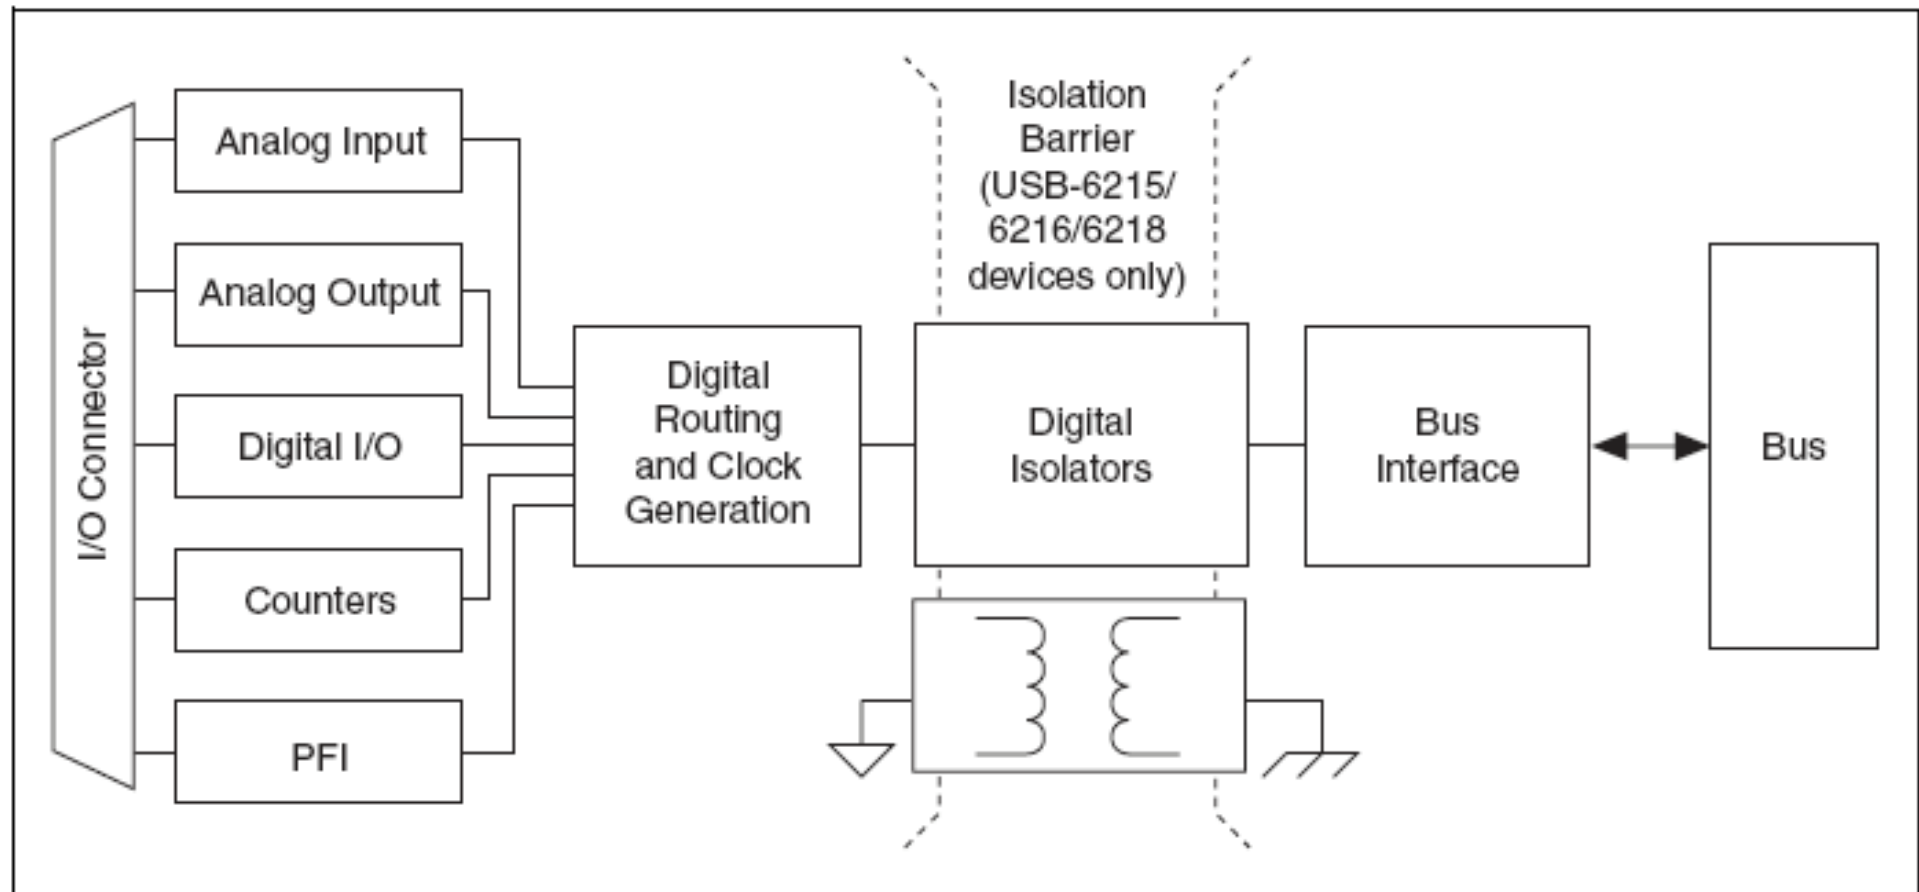 I/O Connector
Analog Input
Analog Output
Digital I/O
Counters
PFI
Digital
Routing
and Clock
Generation
Isolation
Barrier
(USB-6215/
6216/6218
devices only)
Digital
Isolators
Bus
Interface
Bus